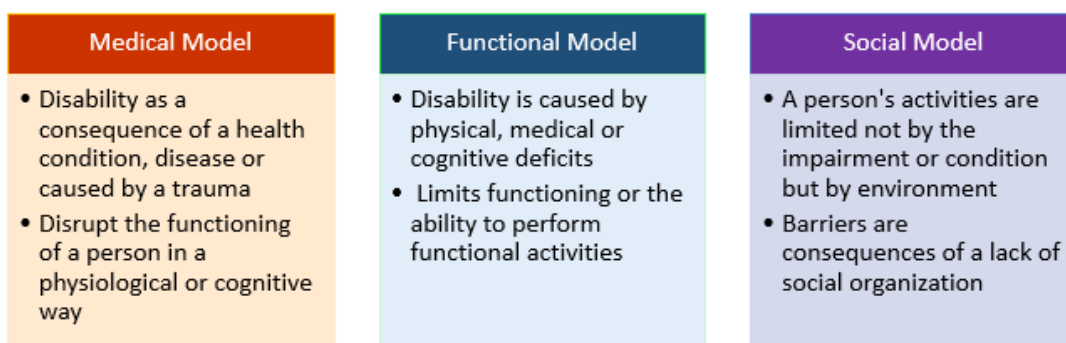 Medical Model
• Disability as a
consequence of a health
condition, disease or
caused by a trauma
• Disrupt the functioning
of a person in a
physiological or cognitive
way
Functional Model
• Disability is caused by
physical, medical or
cognitive deficits
• Limits functioning or the
ability to perform
functional activities
Social Model
• A person's activities are
limited not by the
impairment or condition
but by environment
• Barriers are
consequences of a lack of
social organization